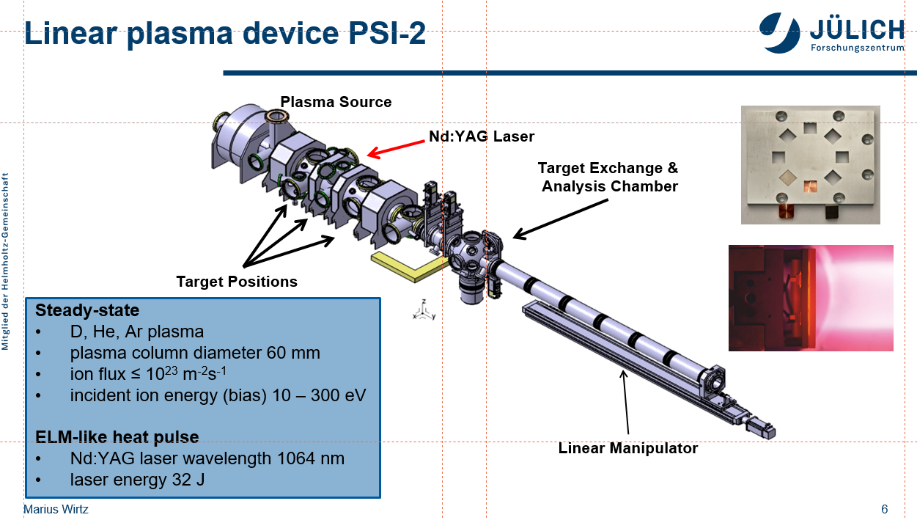 Linear plasma device PSI-2
JÜLICH
Forschungszentrum
Mitglied der Helmholtz-Gemeinschaft
Plasma Source
Nd:YAG Laser
Target Exchange &
Analysis Chamber
Target Positions
z
x
y
Steady-state
• D, He, Ar plasma
• plasma column diameter 60 mm
• ion flux ≤ 10²³ m⁻²s⁻¹
• incident ion energy (bias) 10 – 300 eV
ELM-like heat pulse
• Nd:YAG laser wavelength 1064 nm
• laser energy 32 J
Linear Manipulator
Marius Wirtz
6